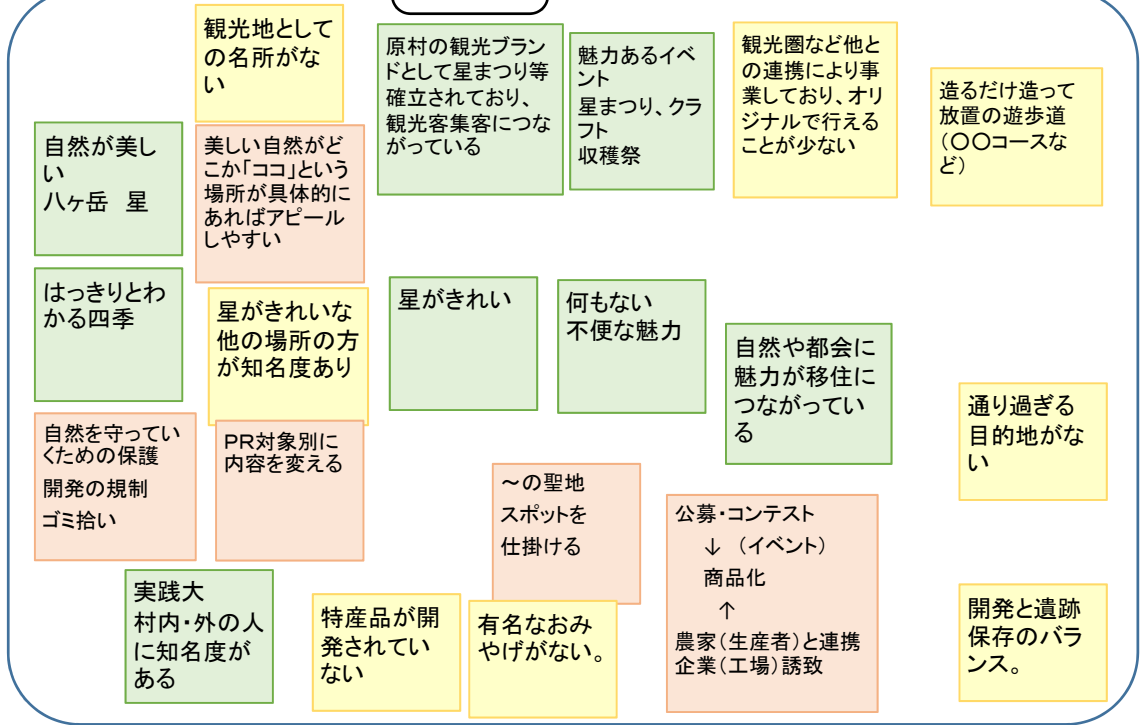 観光地として
の名所がな
い
原村の観光ブラン
ドとして星まつり等
確立されており、
観光客集客につな
がっている
魅力あるイベ
ント
星まつり、クラ
フト
収穫祭
観光圏など他と
の連携により事
業しており、オリ
ジナルで行える
ことが少ない
造るだけ造って
放置の遊歩道
(〇〇コースな
ど)
自然が美し
い
八ヶ岳　星
美しい自然がど
こか「ココ」という
場所が具体的に
あればアピール
しやすい
はっきりとわ
かる四季
星がきれいな
他の場所の方
が知名度あり
星がきれい
何もない
不便な魅力
自然や都会に
魅力が移住に
つながってい
る
通り過ぎる
目的地がな
い
自然を守ってい
くための保護
開発の規制
ゴミ拾い
PR対象別に
内容を変える
～の聖地
スポットを
仕掛ける
公募・コンテスト
↓　(イベント)
商品化
↑
農家(生産者)と連携
企業(工場)誘致
実践大
村内・外の人
に知名度が
ある
特産品が開
発されてい
ない
有名なおみ
やげがない。
開発と遺跡
保存のバラ
ンス。